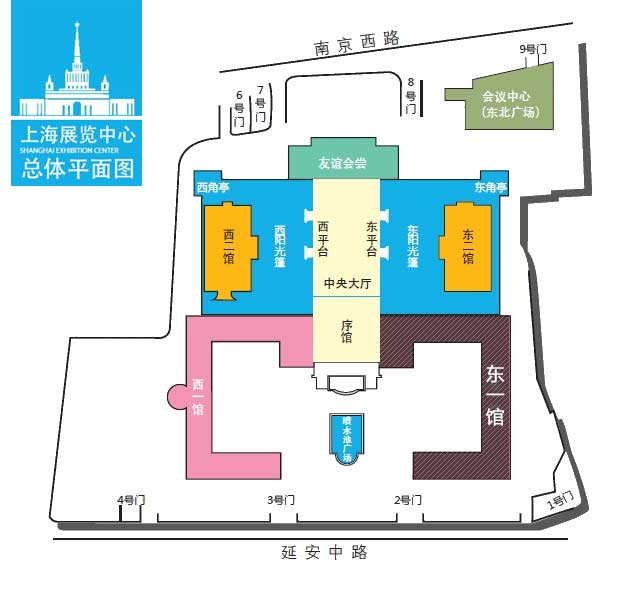 上海展览中心
SHANGHAI EXHIBITION CENTER
总体平面图
南京西路
9号门
8号门
7号门
6号门
会议中心
(东北广场)
友谊会堂
西角亭
东角亭
西二馆
西阳光蓬
西平台
东平台
东阳光蓬
东二馆
中央大厅
序馆
西一馆
东一馆
喷水池广场
4号门
3号门
2号门
1号门
延安中路